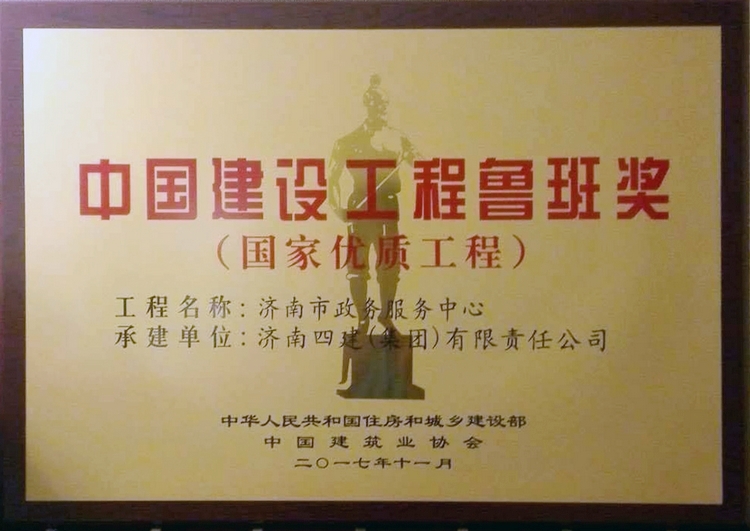 中国建设工程鲁班奖
（国家优质工程）
工程名称：济南市政务服务中心
承建单位：济南四建（集团）有限责任公司
中华人民共和国住房和城乡建设部
中国建筑业协会
二〇一七年十一月